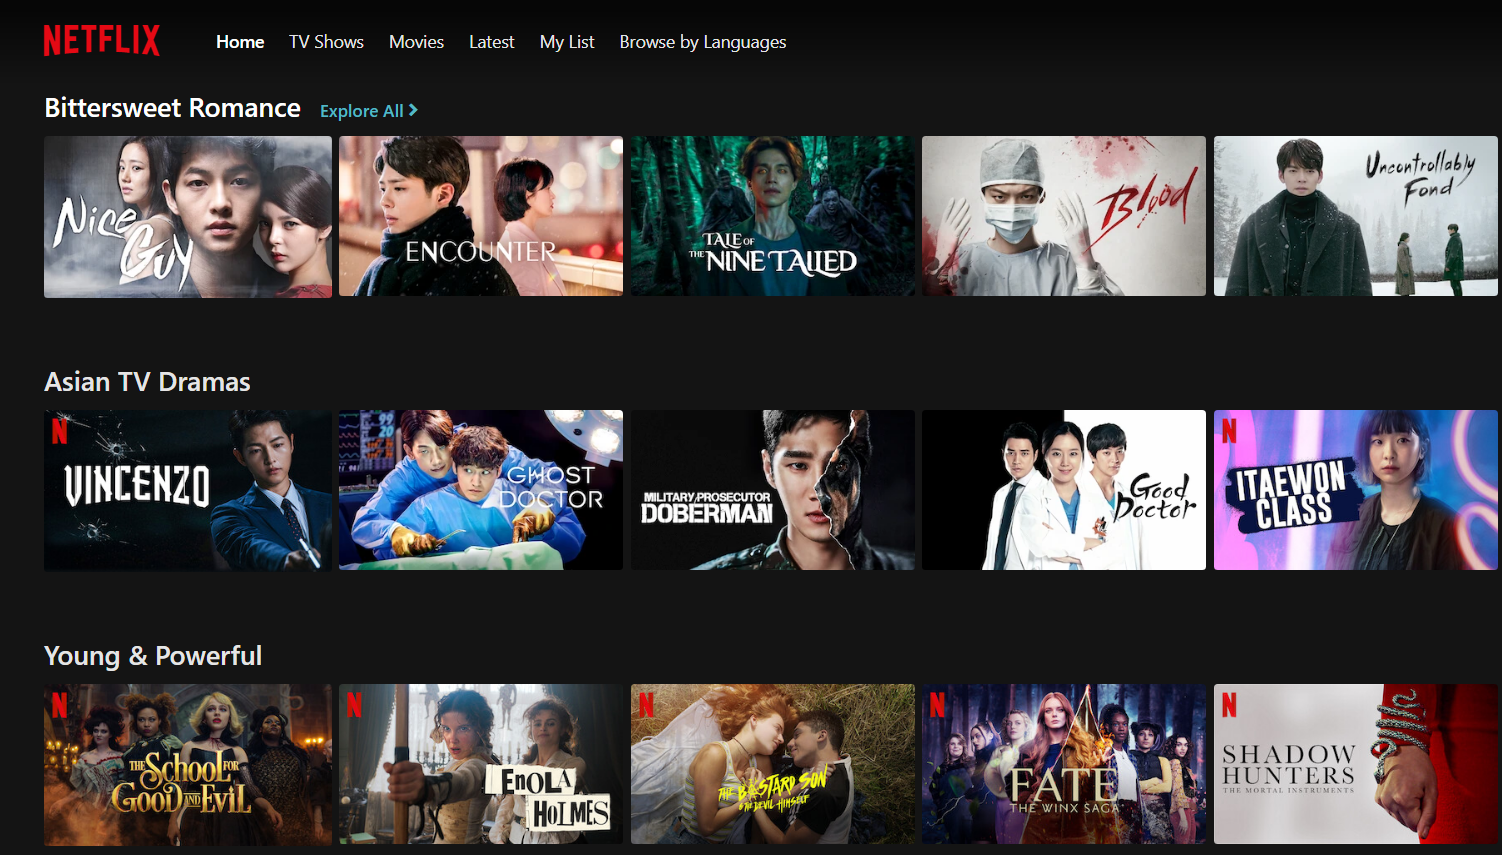 NETFLIX Home TV Shows Movies Latest My List Browse by Languages
Bittersweet Romance Explore All >
Nice
Guy
ENCOUNTER
TALE OF
THE NINE TAILED
Blood
Uncontrollably
Fond
Asian TV Dramas
N
VINCENZO
99
20
GHOST
DOCTOR
MILITARY PROSECUTOR
DOBERMAN
Good
Doctor
N
ITAEWON
CLASS
Young & Powerful
N
THE SCHOOL FOR
GOOD AND EVIL
N
ENOLA
HOLMES
N
THE B*STARD SON
& THE DEVIL HIMSELF
N
FATE
THE WINX SAGA
N
SHADOW
HUNTERS
THE MORTAL INSTRUMENTS